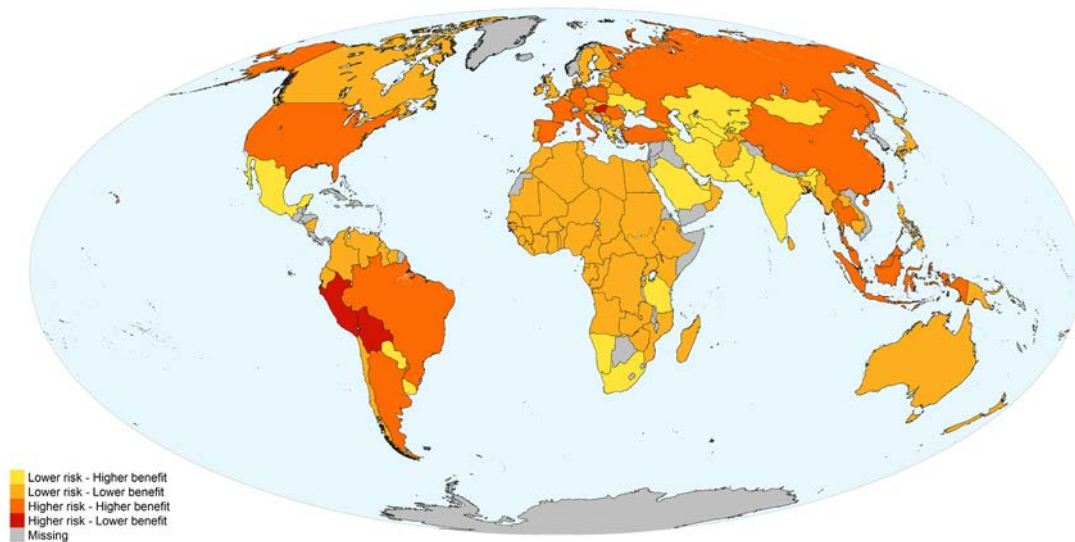 Lower risk - Higher benefit
Lower risk - Lower benefit
Higher risk - Higher benefit
Higher risk - Lower benefit
Missing